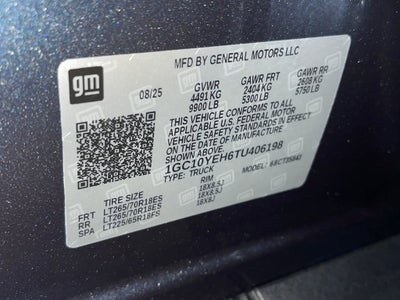 gm
MFD BY GENERAL MOTORS LLC
08/25 GVWR GAWR FRT GAWR RR
4491 KG 2404 KG 2608 KG
9900 LB 5300 LB 5750 LB
THIS VEHICLE CONFORMS TO ALL
APPLICABLE U.S. FEDERAL MOTOR
VEHICLE SAFETY STANDARDS IN
EFFECT ON THE DATE OF MANUFACTURE
SHOWN ABOVE.
1GC10YEH6TU406198
TYPE: TRUCK
TIRE SIZE RIM
FRT LT265/70R18ES 18X8.5J
RR LT265/70R18ES 18X8.5J
SPA LT225/65R18FS 18X8J